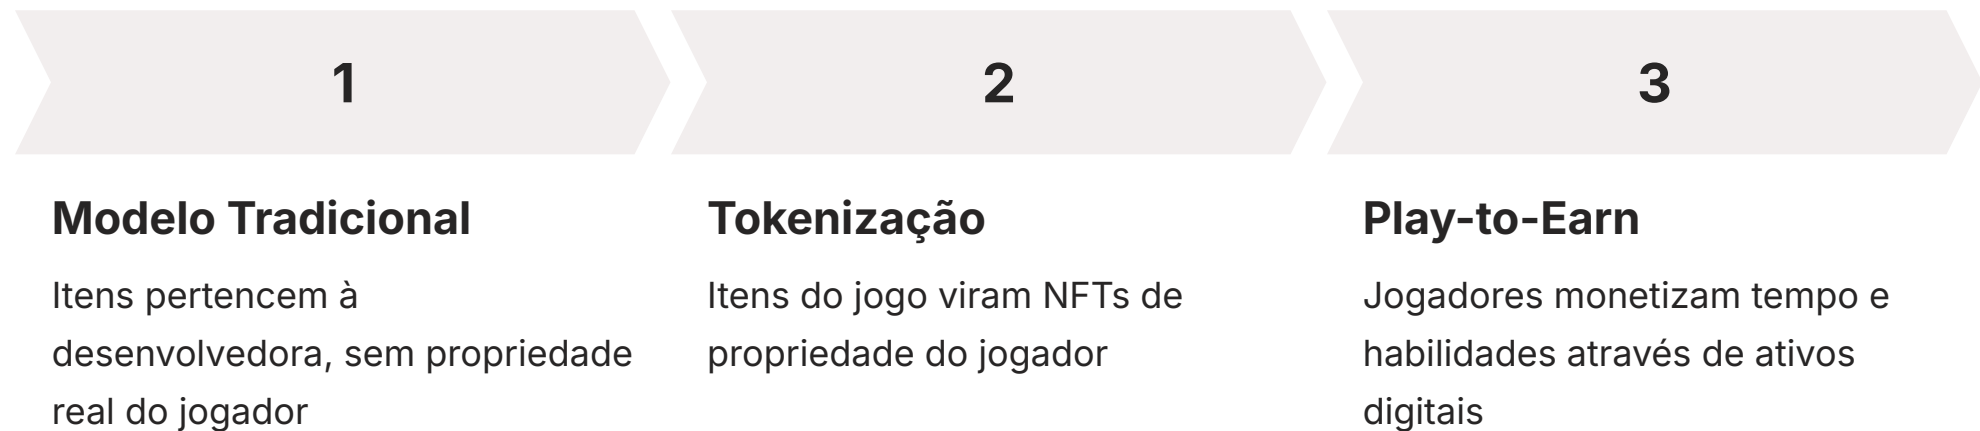 1
Modelo Tradicional
Itens pertencem à
desenvolvedora, sem propriedade
real do jogador
2
Tokenização
Itens do jogo viram NFTs de
propriedade do jogador
3
Play-to-Earn
Jogadores monetizam tempo e
habilidades através de ativos
digitais